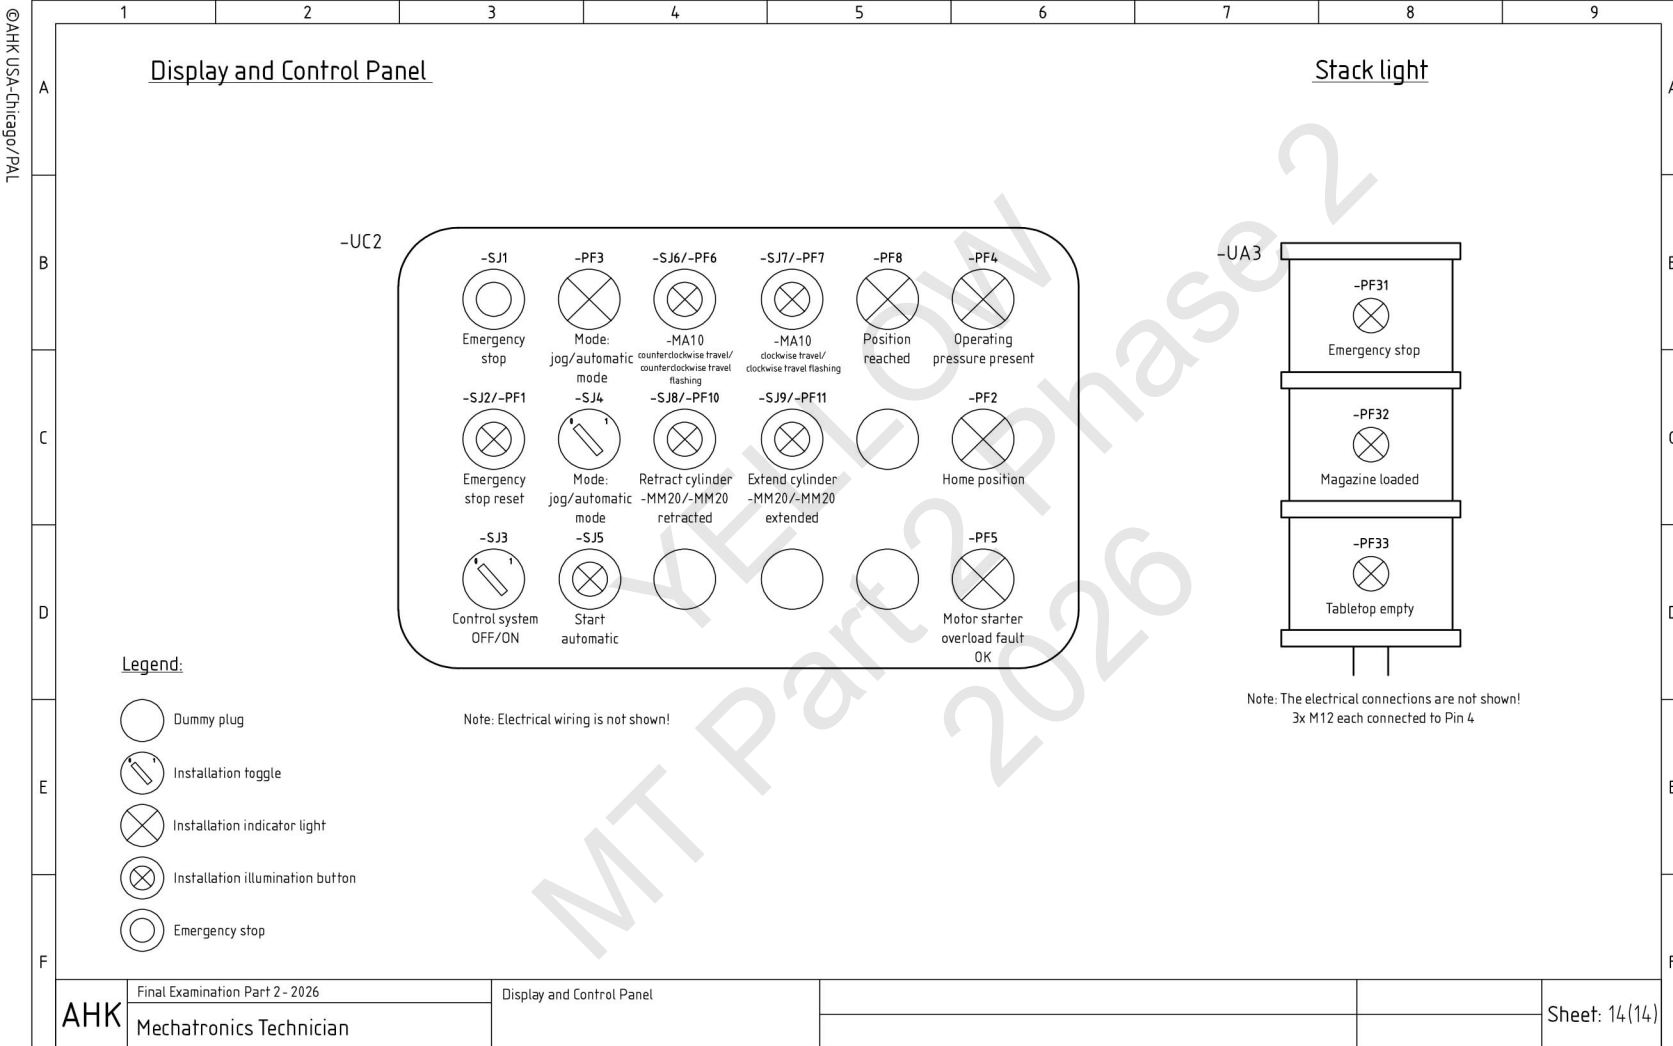 1 2 3 4 5 6 7 8 9
©AHK USA-Chicago/PAL
A
B
C
D
E
F
A
B
C
D
E
F
Display and Control Panel
Stack light
-UC2
-SJ1
-PF3
-SJ6/-PF6
-SJ7/-PF7
-PF8
-PF4
Emergency
stop
Mode:
jog/automatic
mode
-MA10
counterclockwise travel/
counterclockwise travel
flashing
-MA10
clockwise travel/
clockwise travel flashing
Position
reached
Operating
pressure present
-SJ2/-PF1
-SJ4
-SJ8/-PF10
-SJ9/-PF11
-PF2
0 1
Emergency
stop reset
Mode:
jog/automatic
mode
Retract cylinder
-MM20/-MM20
retracted
Extend cylinder
-MM20/-MM20
extended
Home position
-SJ3
-SJ5
-PF5
0 1
Control system
OFF/ON
Start
automatic
Motor starter
overload fault
OK
Note: Electrical wiring is not shown!
-UA3
-PF31
Emergency stop
-PF32
Magazine loaded
-PF33
Tabletop empty
Note: The electrical connections are not shown!
3x M12 each connected to Pin 4
Legend:
Dummy plug
0 1
Installation toggle
Installation indicator light
Installation illumination button
Emergency stop
YELLOW
MT Part 2 Phase 2
2026
AHK
Final Examination Part 2 - 2026
Mechatronics Technician
Display and Control Panel
Sheet: 14(14)